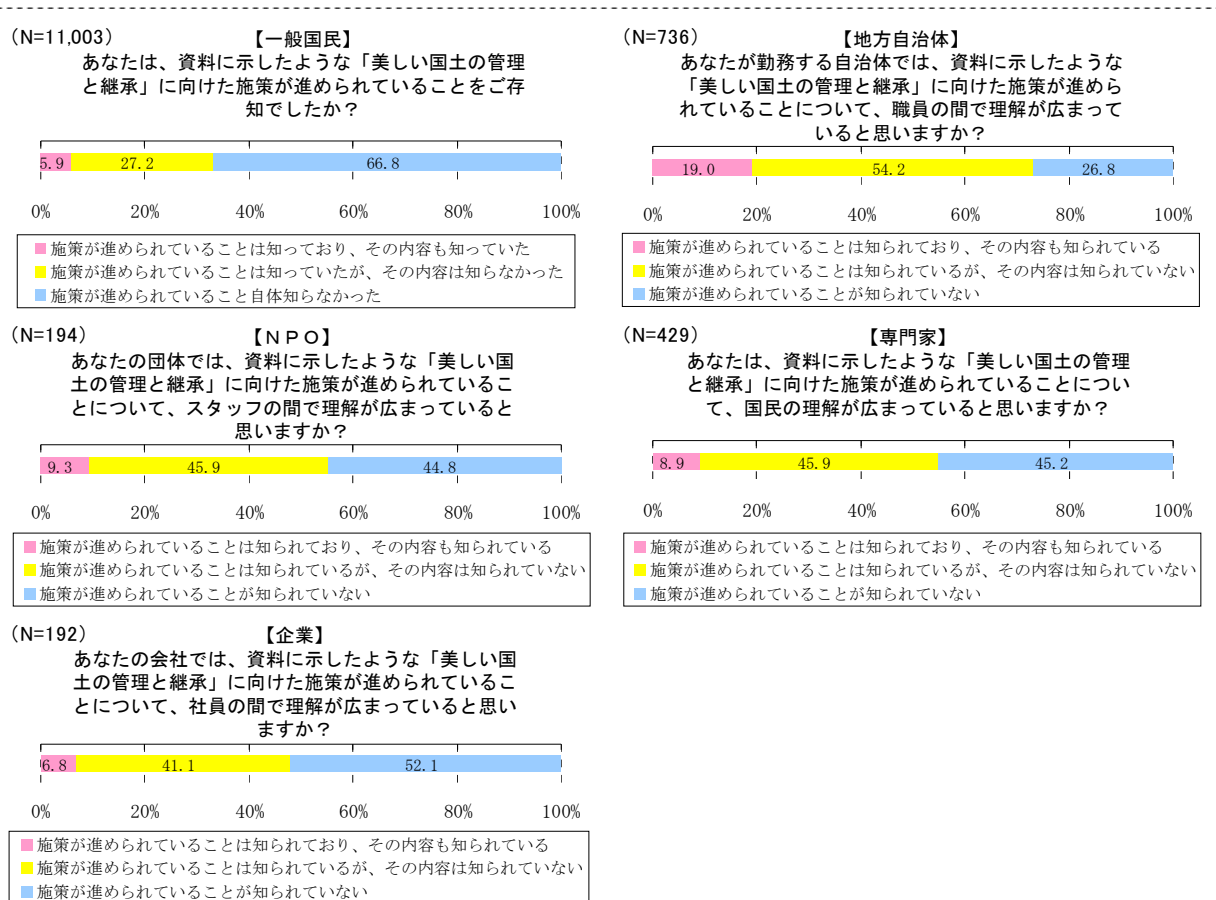 (N=11,003)
【一般国民】
あなたは、資料に示したような「美しい国土の管理
と継承」に向けた施策が進められていることをご存
知でしたか？
5.9 27.2 66.8
0% 20% 40% 60% 80% 100%
施策が進められていることは知っており、その内容も知っていた
施策が進められていることは知っていたが、その内容は知らなかった
施策が進められていること自体知らなかった
(N=736)
【地方自治体】
あなたが勤務する自治体では、資料に示したような
「美しい国土の管理と継承」に向けた施策が進めら
れていることについて、職員の間で理解が広まって
いると思いますか？
19.0 54.2 26.8
0% 20% 40% 60% 80% 100%
施策が進められていることは知られており、その内容も知られている
施策が進められていることは知られているが、その内容は知られていない
施策が進められていることが知られていない
(N=194)
【ＮＰＯ】
あなたの団体では、資料に示したような「美しい国
土の管理と継承」に向けた施策が進められているこ
とについて、スタッフの間で理解が広まっていると
思いますか？
9.3 45.9 44.8
0% 20% 40% 60% 80% 100%
施策が進められていることは知られており、その内容も知られている
施策が進められていることは知られているが、その内容は知られていない
施策が進められていることが知られていない
(N=429)
【専門家】
あなたは、資料に示したような「美しい国土の管理
と継承」に向けた施策が進められていることについ
て、国民の理解が広まっていると思いますか？
8.9 45.9 45.2
0% 20% 40% 60% 80% 100%
施策が進められていることは知られており、その内容も知られている
施策が進められていることは知られているが、その内容は知られていない
施策が進められていることが知られていない
(N=192)
【企業】
あなたの会社では、資料に示したような「美しい国
土の管理と継承」に向けた施策が進められているこ
とについて、社員の間で理解が広まっていると思い
ますか？
6.8 41.1 52.1
0% 20% 40% 60% 80% 100%
施策が進められていることは知られており、その内容も知られている
施策が進められていることは知られているが、その内容は知られていない
施策が進められていることが知られていない